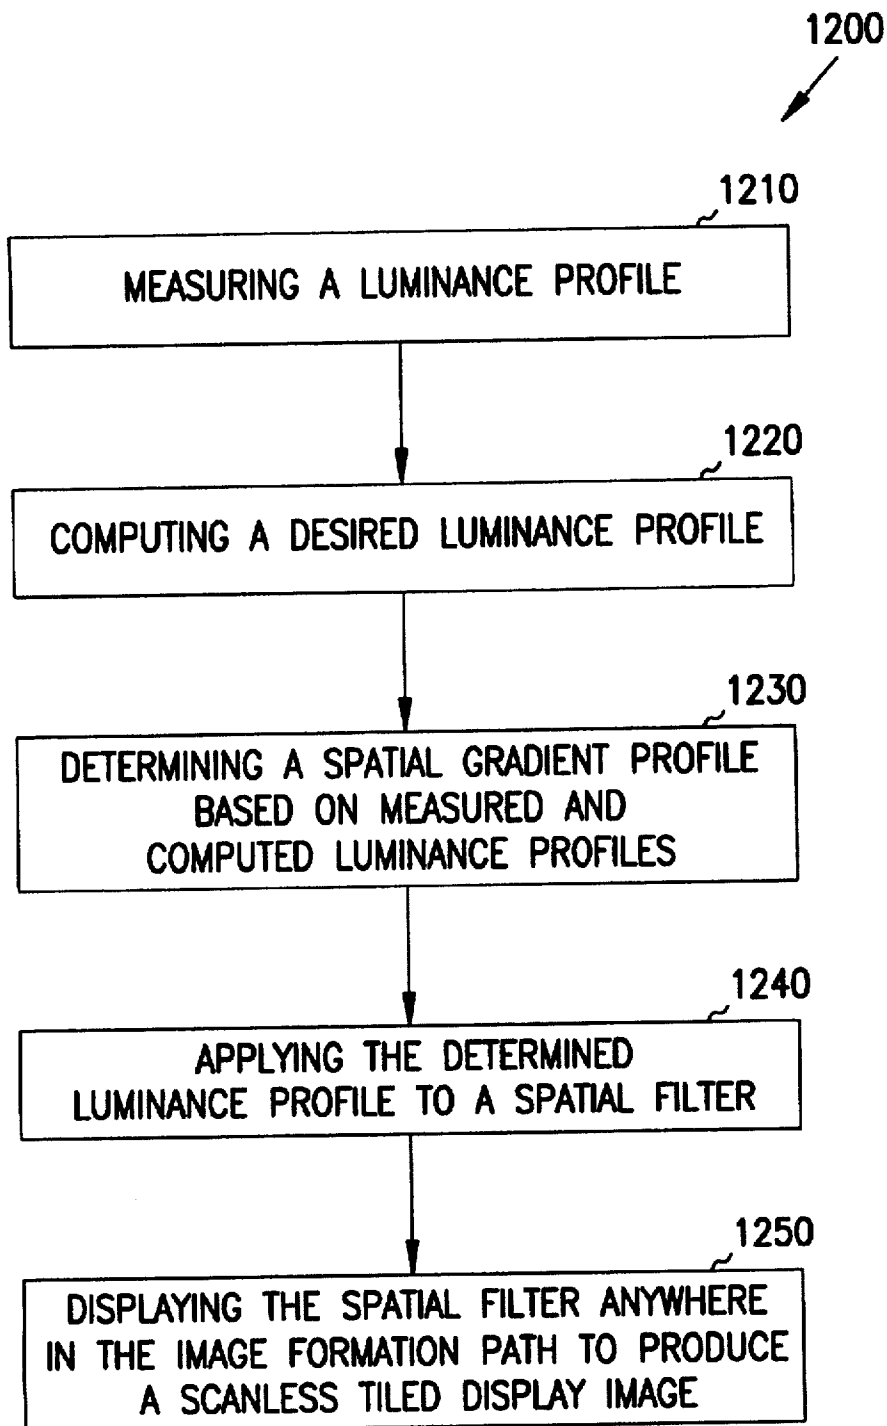 1200
1210
MEASURING A LUMINANCE PROFILE
1220
COMPUTING A DESIRED LUMINANCE PROFILE
1230
DETERMINING A SPATIAL GRADIENT PROFILE
BASED ON MEASURED AND
COMPUTED LUMINANCE PROFILES
1240
APPLYING THE DETERMINED
LUMINANCE PROFILE TO A SPATIAL FILTER
1250
DISPLAYING THE SPATIAL FILTER ANYWHERE
IN THE IMAGE FORMATION PATH TO PRODUCE
A SCANLESS TILED DISPLAY IMAGE